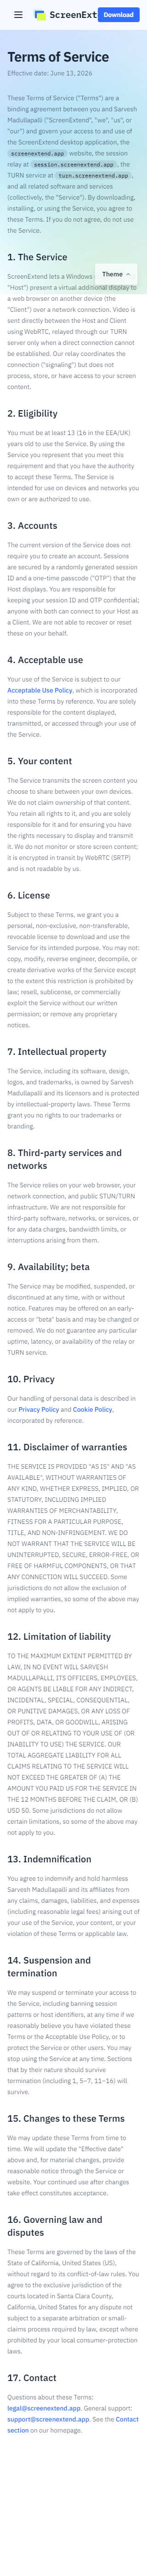 ScreenExt
Download
Terms of Service
Effective date: June 13, 2026
These Terms of Service ("Terms") are a
binding agreement between you and Sarvesh
Madullapalli ("ScreenExtend", "we", "us", or
"our") and govern your access to and use of
the ScreenExtend desktop application, the
screenextend.app website, the session
relay at session.screenextend.app, the
TURN service at turn.screenextend.app,
and all related software and services
(collectively, the "Service"). By downloading,
installing, or using the Service, you agree to
these Terms. If you do not agree, do not use
the Service.
1. The Service
Theme
ScreenExtend lets a Windows
"Host") present a virtual additional display to
a web browser on another device (the
"Client") over a network connection. Video is
sent directly between the Host and Client
using WebRTC, relayed through our TURN
server only when a direct connection cannot
be established. Our relay coordinates the
connection ("signaling") but does not
process, store, or have access to your screen
content.
2. Eligibility
You must be at least 13 (16 in the EEA/UK)
years old to use the Service. By using the
Service you represent that you meet this
requirement and that you have the authority
to accept these Terms. The Service is
intended for use on devices and networks you
own or are authorized to use.
3. Accounts
The current version of the Service does not
require you to create an account. Sessions
are secured by a randomly generated session
ID and a one-time passcode ("OTP") that the
Host displays. You are responsible for
keeping your session ID and OTP confidential;
anyone with both can connect to your Host as
a Client. We are not able to recover or reset
these on your behalf.
4. Acceptable use
Your use of the Service is subject to our
Acceptable Use Policy, which is incorporated
into these Terms by reference. You are solely
responsible for the content displayed,
transmitted, or accessed through your use of
the Service.
5. Your content
The Service transmits the screen content you
choose to share between your own devices.
We do not claim ownership of that content.
You retain all rights to it, and you are solely
responsible for it and for ensuring you have
the rights necessary to display and transmit
it. We do not monitor or store screen content;
it is encrypted in transit by WebRTC (SRTP)
and is not readable by us.
6. License
Subject to these Terms, we grant you a
personal, non-exclusive, non-transferable,
revocable license to download and use the
Service for its intended purpose. You may not:
copy, modify, reverse engineer, decompile, or
create derivative works of the Service except
to the extent this restriction is prohibited by
law; resell, sublicense, or commercially
exploit the Service without our written
permission; or remove any proprietary
notices.
7. Intellectual property
The Service, including its software, design,
logos, and trademarks, is owned by Sarvesh
Madullapalli and its licensors and is protected
by intellectual-property laws. These Terms
grant you no rights to our trademarks or
branding.
8. Third-party services and
networks
The Service relies on your web browser, your
network connection, and public STUN/TURN
infrastructure. We are not responsible for
third-party software, networks, or services, or
for any data charges, bandwidth limits, or
interruptions arising from them.
9. Availability; beta
The Service may be modified, suspended, or
discontinued at any time, with or without
notice. Features may be offered on an early-
access or "beta" basis and may be changed or
removed. We do not guarantee any particular
uptime, latency, or availability of the relay or
TURN service.
10. Privacy
Our handling of personal data is described in
our Privacy Policy and Cookie Policy,
incorporated by reference.
11. Disclaimer of warranties
THE SERVICE IS PROVIDED "AS IS" AND "AS
AVAILABLE", WITHOUT WARRANTIES OF
ANY KIND, WHETHER EXPRESS, IMPLIED, OR
STATUTORY, INCLUDING IMPLIED
WARRANTIES OF MERCHANTABILITY,
FITNESS FOR A PARTICULAR PURPOSE,
TITLE, AND NON-INFRINGEMENT. WE DO
NOT WARRANT THAT THE SERVICE WILL BE
UNINTERRUPTED, SECURE, ERROR-FREE, OR
FREE OF HARMFUL COMPONENTS, OR THAT
ANY CONNECTION WILL SUCCEED. Some
jurisdictions do not allow the exclusion of
implied warranties, so some of the above may
not apply to you.
12. Limitation of liability
TO THE MAXIMUM EXTENT PERMITTED BY
LAW, IN NO EVENT WILL SARVESH
MADULLAPALLI, ITS OFFICERS, EMPLOYEES,
OR AGENTS BE LIABLE FOR ANY INDIRECT,
INCIDENTAL, SPECIAL, CONSEQUENTIAL,
OR PUNITIVE DAMAGES, OR ANY LOSS OF
PROFITS, DATA, OR GOODWILL, ARISING
OUT OF OR RELATING TO YOUR USE OF (OR
INABILITY TO USE) THE SERVICE. OUR
TOTAL AGGREGATE LIABILITY FOR ALL
CLAIMS RELATING TO THE SERVICE WILL
NOT EXCEED THE GREATER OF (A) THE
AMOUNT YOU PAID US FOR THE SERVICE IN
THE 12 MONTHS BEFORE THE CLAIM, OR (B)
USD 50. Some jurisdictions do not allow
certain limitations, so some of the above may
not apply to you.
13. Indemnification
You agree to indemnify and hold harmless
Sarvesh Madullapalli and its affiliates from
any claims, damages, liabilities, and expenses
(including reasonable legal fees) arising out of
your use of the Service, your content, or your
violation of these Terms or applicable law.
14. Suspension and
termination
We may suspend or terminate your access to
the Service, including banning session
patterns or host identifiers, at any time if we
reasonably believe you have violated these
Terms or the Acceptable Use Policy, or to
protect the Service or other users. You may
stop using the Service at any time. Sections
that by their nature should survive
termination (including 1, 5–7, 11–16) will
survive.
15. Changes to these Terms
We may update these Terms from time to
time. We will update the "Effective date"
above and, for material changes, provide
reasonable notice through the Service or
website. Your continued use after changes
take effect constitutes acceptance.
16. Governing law and
disputes
These Terms are governed by the laws of the
State of California, United States (US),
without regard to its conflict-of-law rules. You
agree to the exclusive jurisdiction of the
courts located in Santa Clara County,
California, United States for any dispute not
subject to a separate arbitration or small-
claims process required by law, except where
prohibited by your local consumer-protection
laws.
17. Contact
Questions about these Terms:
legal@screenextend.app. General support:
support@screenextend.app. See the Contact
section on our homepage.